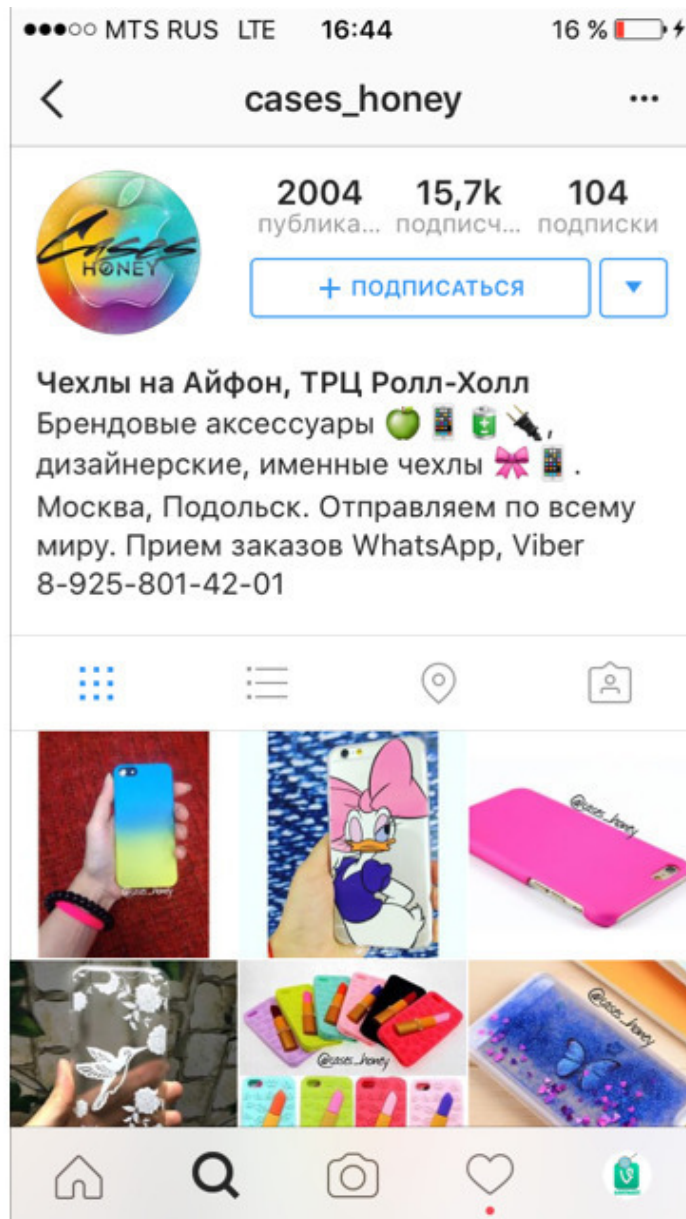 MTS RUS LTE 16:44 16 %
cases_honey
Cases
HONEY
2004 15,7k 104
публика... подписч... подписки
+ ПОДПИСАТЬСЯ
Чехлы на Айфон, ТРЦ Ролл-Холл
Брендовые аксессуары 🍏 📱 🔋 🔌,
дизайнерские, именные чехлы 🎀 📱 .
Москва, Подольск. Отправляем по всему
миру. Прием заказов WhatsApp, Viber
8-925-801-42-01
@cases_honey
@cases_honey
@cases_honey
@cases_honey